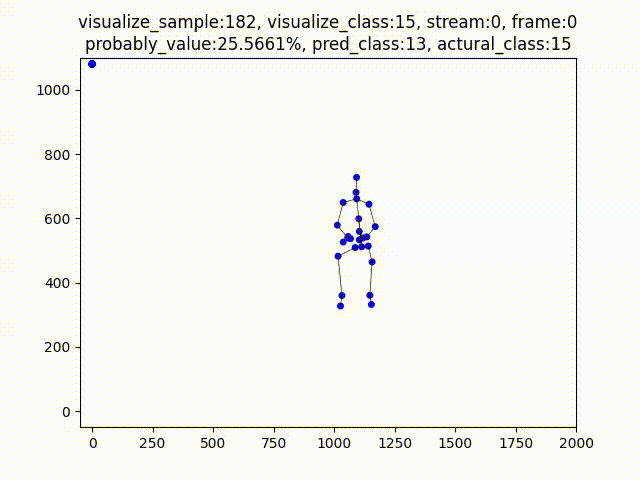 visualize_sample:182, visualize_class:15, stream:0, frame:0
probably_value:25.5661%, pred_class:13, actural_class:15
1000
800
600
400
200
0
0 250 500 750 1000 1250 1500 1750 2000